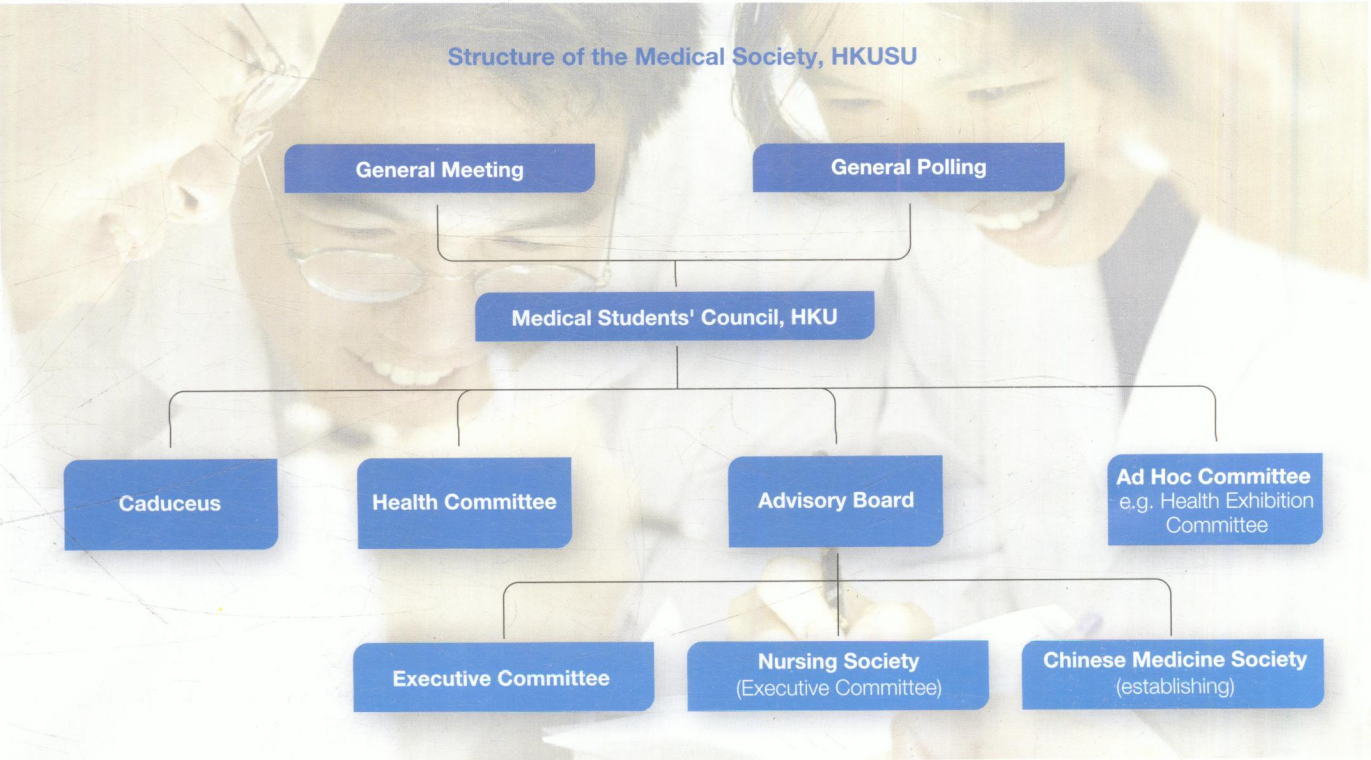 Structure of the Medical Society, HKUSU
General Meeting
General Polling
Medical Students' Council, HKU
Caduceus
Health Committee
Advisory Board
Ad Hoc Committee
e.g. Health Exhibition
Committee
Executive Committee
Nursing Society
(Executive Committee)
Chinese Medicine Society
(establishing)